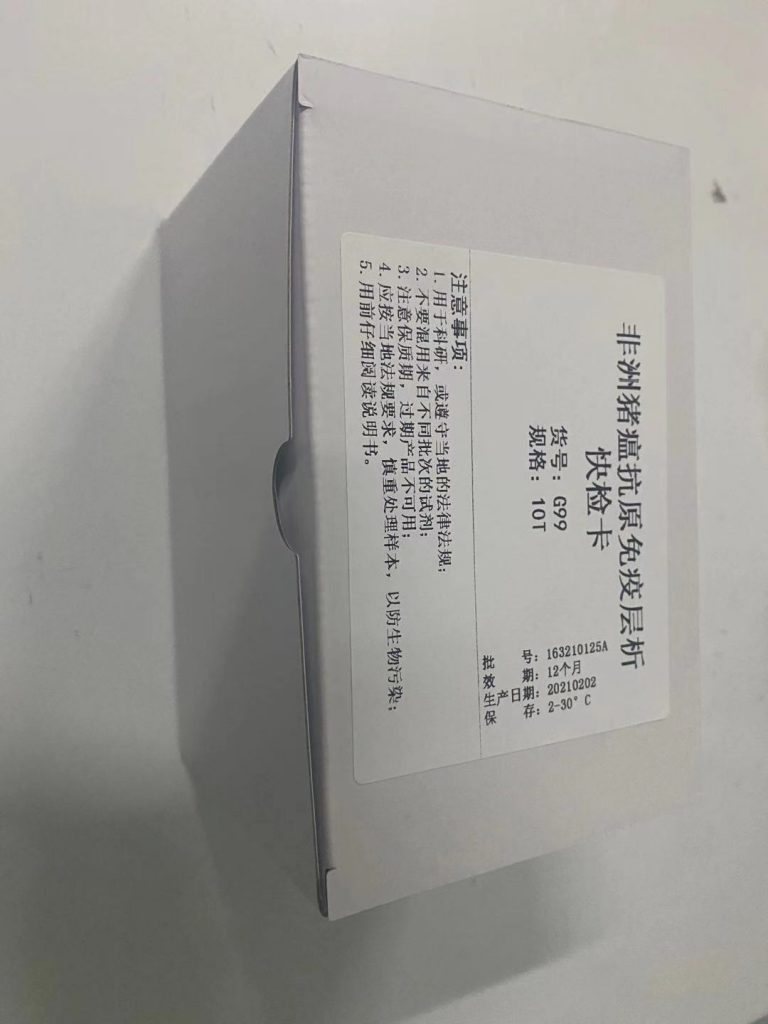 非洲猪瘟抗原免疫层析
快检卡
货号：G99
规格：10T
批 号：163210125A
效 期：12个月
生产日期：20210202
保 存：2-30°C
注意事项：
1. 用于科研，或遵守当地的法律法规；
2. 不要混用来自不同批次的试剂；
3. 注意保质期，过期产品不可用；
4. 应按当地法规要求，慎重处理样本，以防生物污染；
5. 用前仔细阅读说明书。